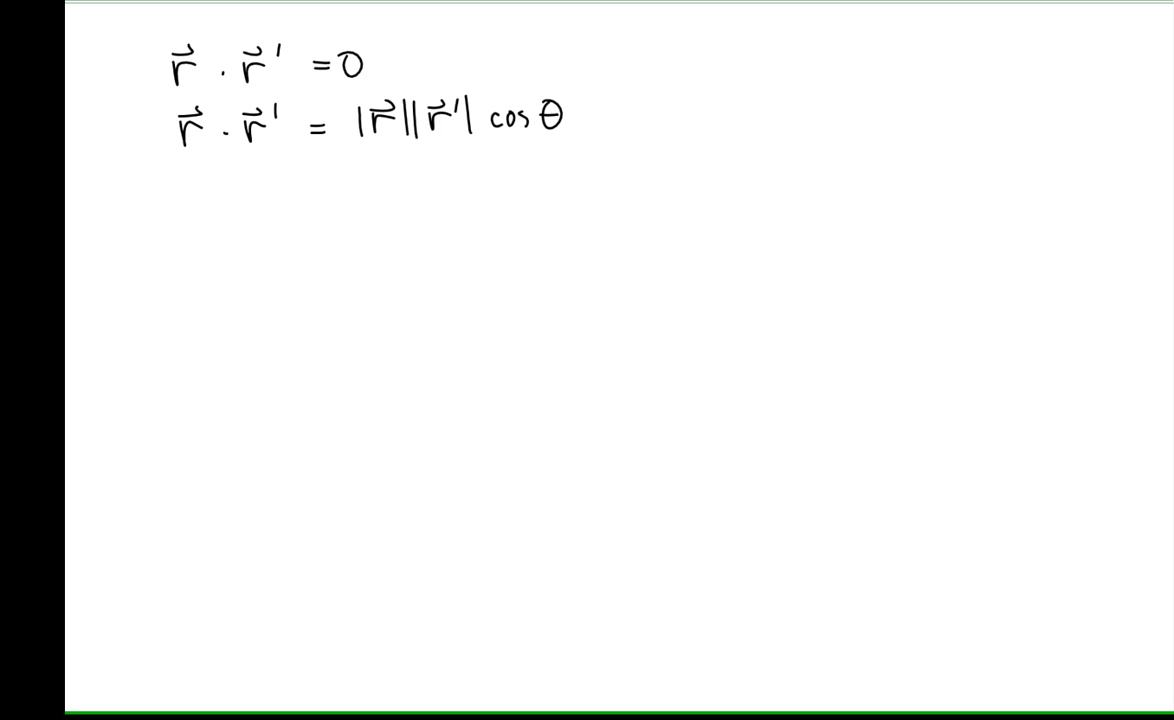 r⃗ · r⃗ ' = 0
r⃗ · r⃗ ' = |r⃗||r⃗ '| cos θ